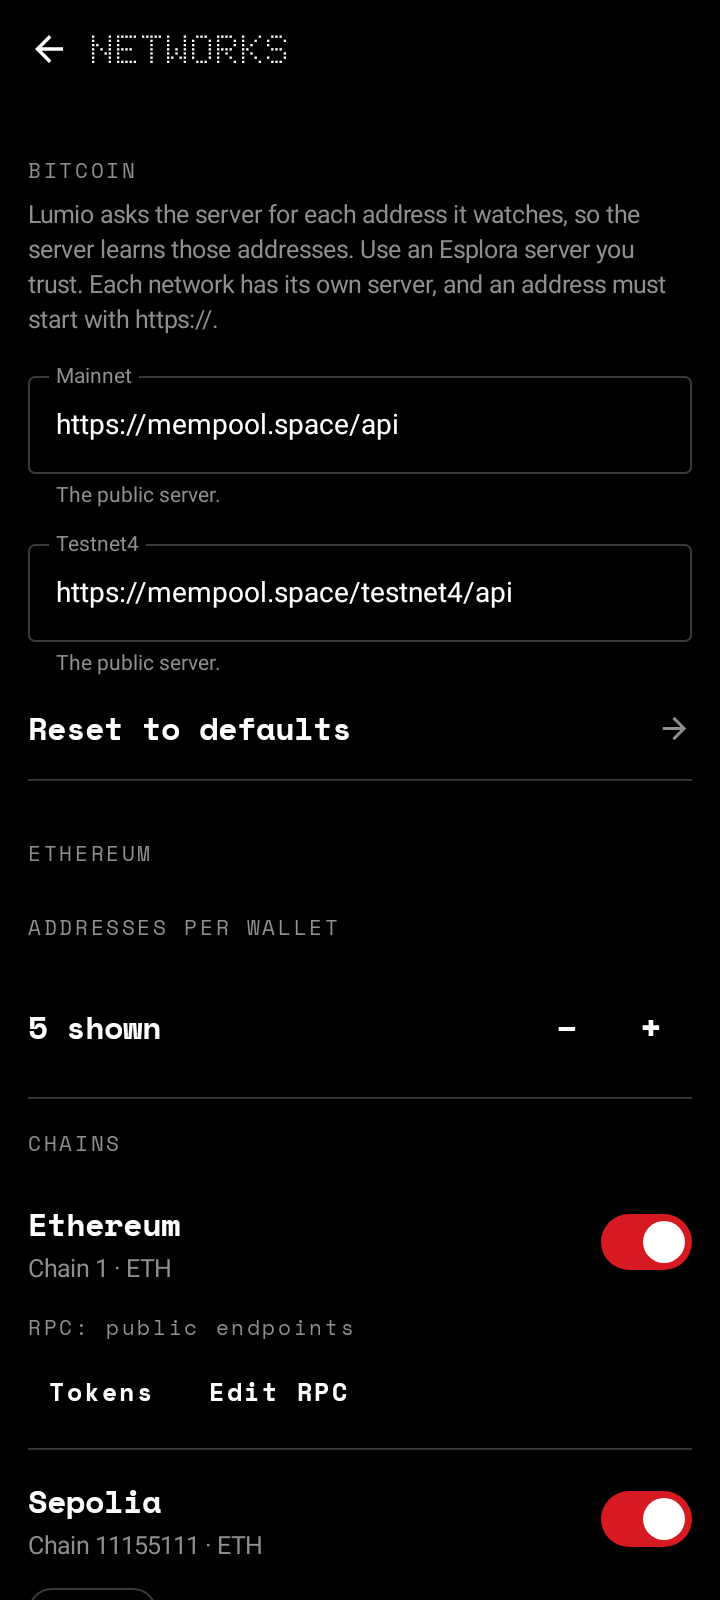 NETWORKS
BITCOIN
Lumio asks the server for each address it watches, so the
server learns those addresses. Use an Esplora server you
trust. Each network has its own server, and an address must
start with https://.
Mainnet
https://mempool.space/api
The public server.
Testnet4
https://mempool.space/testnet4/api
The public server.
Reset to defaults
ETHEREUM
ADDRESSES PER WALLET
5 shown − +
CHAINS
Ethereum
Chain 1 · ETH
RPC: public endpoints
Tokens Edit RPC
Sepolia
Chain 11155111 · ETH